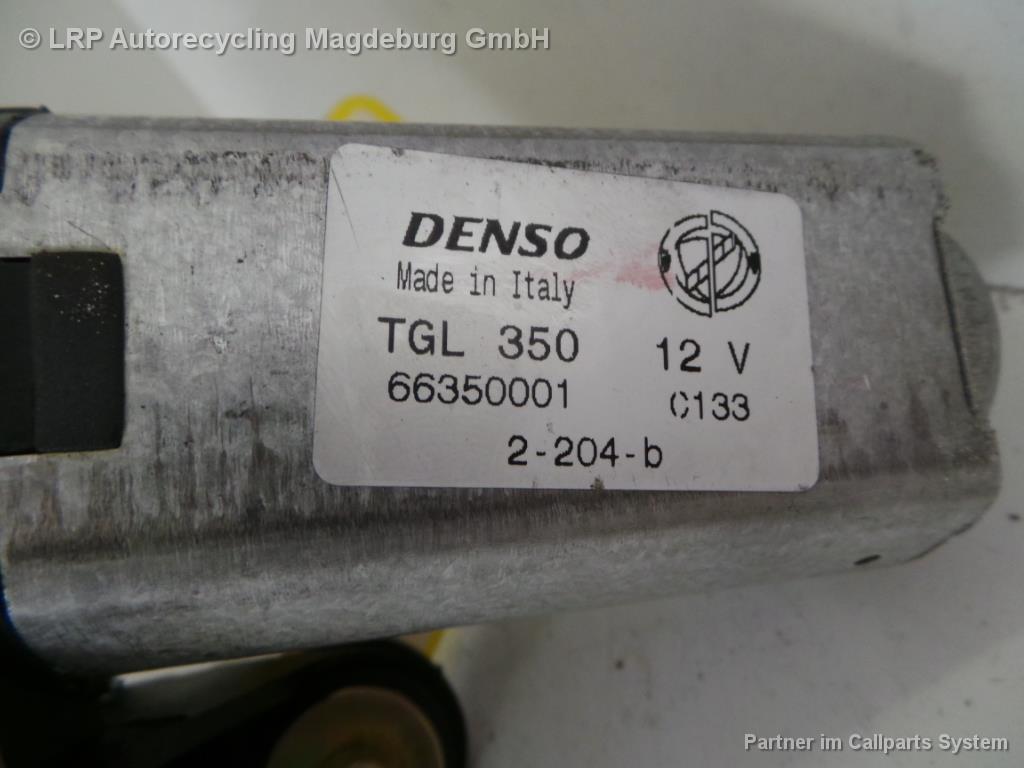 © LRP Autorecycling Magdeburg GmbH
DENSO
Made in Italy
TGL 350 12 V
66350001 C133
2-204-b
Partner im Callparts System